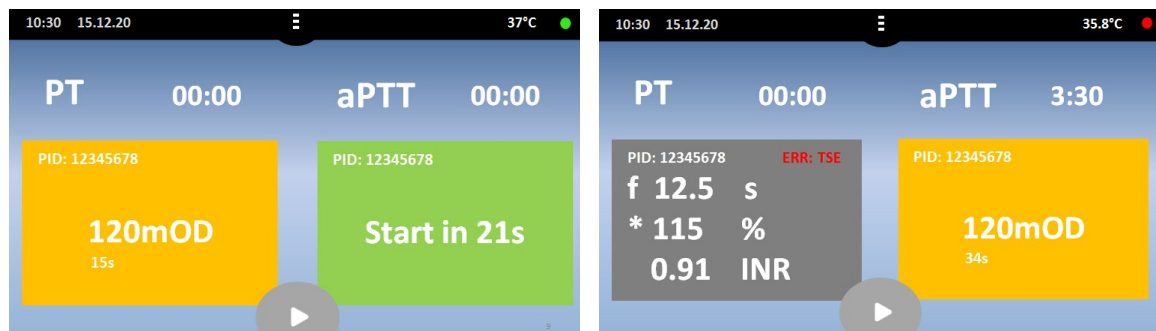 10:30 15.12.20 37°C
PT 00:00 aPTT 00:00
PID: 12345678
120mOD
15s
PID: 12345678
Start in 21s
10:30 15.12.20 35.8°C
PT 00:00 aPTT 3:30
PID: 12345678 ERR: TSE
f 12.5 s
* 115 %
0.91 INR
PID: 12345678
120mOD
34s